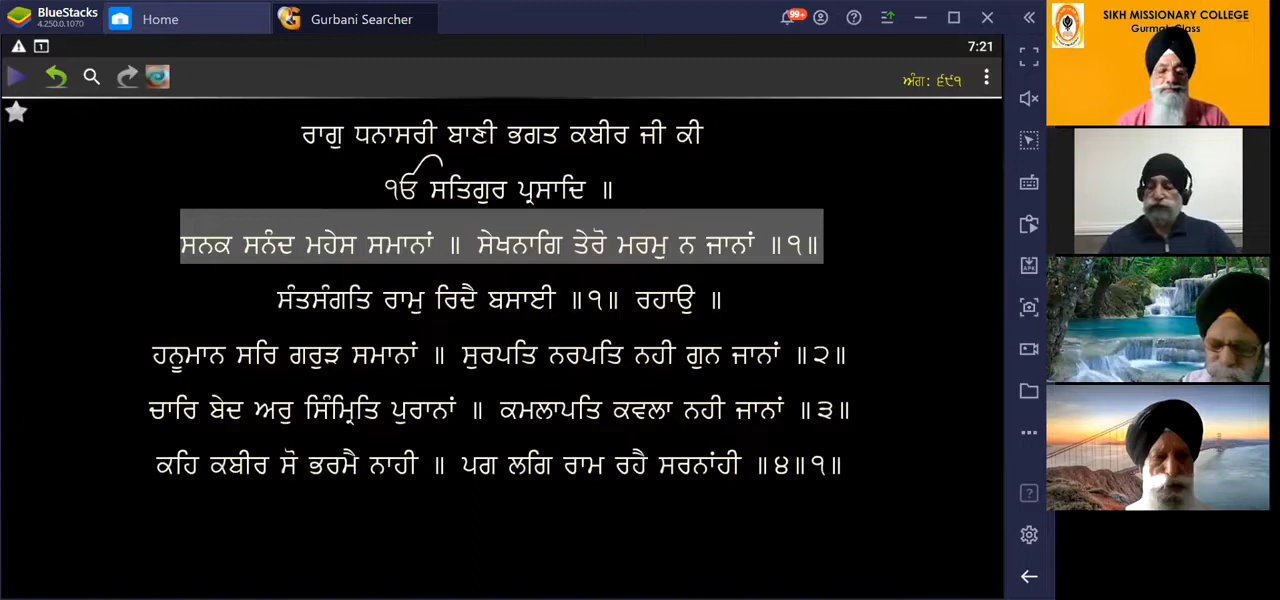 BlueStacks
4.250.0.1070
Home
Gurbani Searcher
99+
7:21
ਅੰਗ: ੬੯੧
ਰਾਗੁ ਧਨਾਸਰੀ ਬਾਣੀ ਭਗਤ ਕਬੀਰ ਜੀ ਕੀ
ੴ ਸਤਿਗੁਰ ਪ੍ਰਸਾਦਿ ॥
ਸਨਕ ਸਨੰਦ ਮਹੇਸ ਸਮਾਨਾਂ ॥ ਸੇਖਨਾਗਿ ਤੇਰੋ ਮਰਮੁ ਨ ਜਾਨਾਂ ॥੧॥
ਸੰਤਸੰਗਤਿ ਰਾਮੁ ਰਿਦੈ ਬਸਾਈ ॥੧॥ ਰਹਾਉ ॥
ਹਨੂਮਾਨ ਸਰਿ ਗਰੁੜ ਸਮਾਨਾਂ ॥ ਸੁਰਪਤਿ ਨਰਪਤਿ ਨਹੀ ਗੁਨ ਜਾਨਾਂ ॥੨॥
ਚਾਰਿ ਬੇਦ ਅਰੁ ਸਿੰਮ੍ਰਿਤਿ ਪੁਰਾਨਾਂ ॥ ਕਮਲਾਪਤਿ ਕਵਲਾ ਨਹੀ ਜਾਨਾਂ ॥੩॥
ਕਹਿ ਕਬੀਰ ਸੋ ਭਰਮੈ ਨਾਹੀ ॥ ਪਗ ਲਗਿ ਰਾਮ ਰਹੈ ਸਰਨਾਂਹੀ ॥੪॥੧॥
SIKH MISSIONARY COLLEGE
Gurmat Class